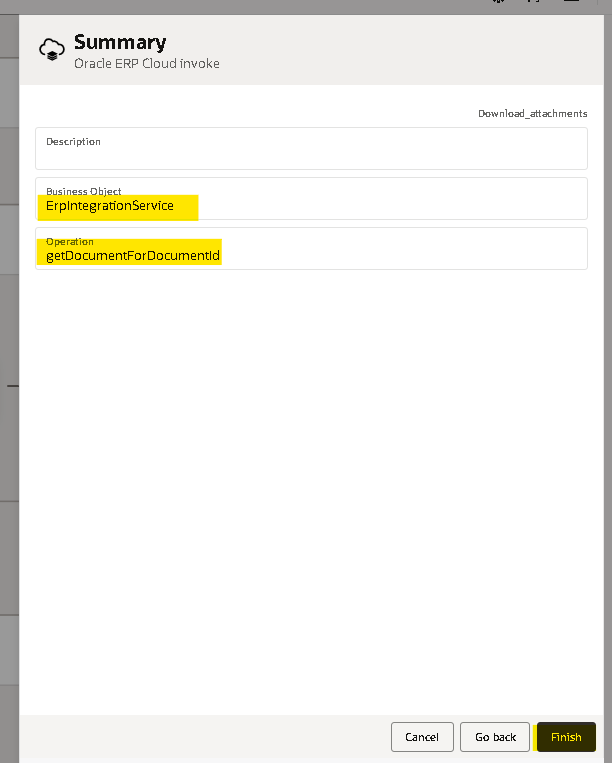 Summary
Oracle ERP Cloud invoke
Download_attachments
Description
Business Object
ErpIntegrationService
Operation
getDocumentForDocumentId
Cancel
Go back
Finish